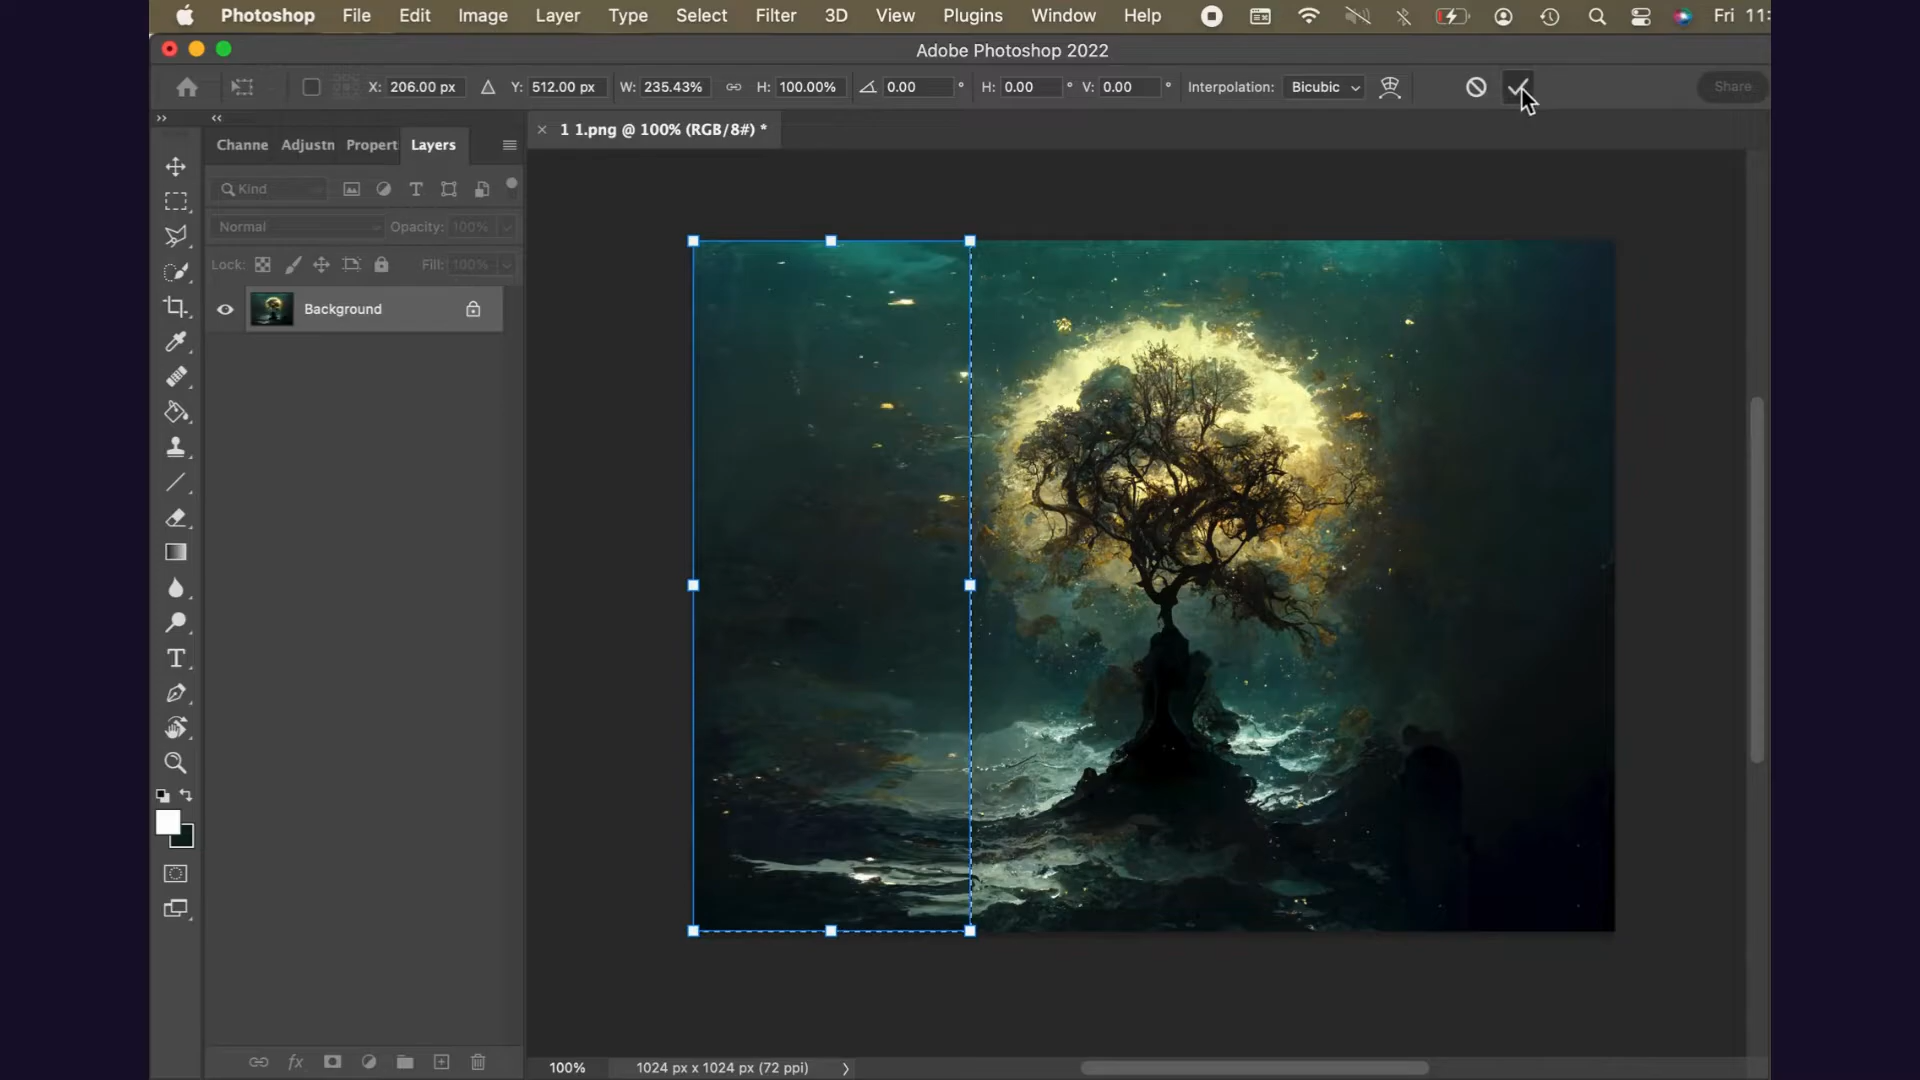 Photoshop File Edit Image Layer Type Select Filter 3D View Plugins Window Help Fri 11:
Adobe Photoshop 2022
X: 206.00 px Y: 512.00 px W: 235.43% H: 100.00% 0.00 ° H: 0.00 ° V: 0.00 ° Interpolation: Bicubic Share
1 1.png @ 100% (RGB/8#) *
Channe Adjustn Propert Layers
Kind
Normal Opacity: 100%
Lock: Fill: 100%
Background
100% 1024 px x 1024 px (72 ppi)